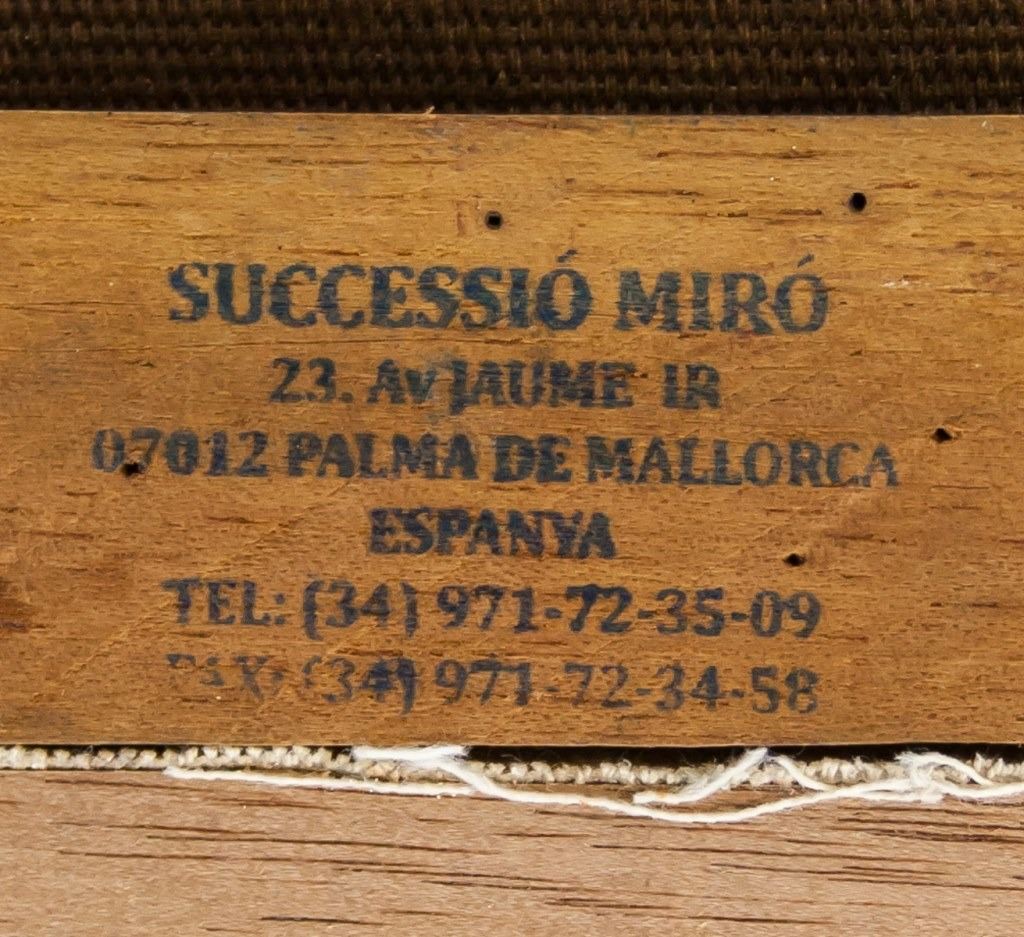 SUCCESSIÓ MIRÓ
23. Av JAUME IR
07012 PALMA DE MALLORCA
ESPANYA
TEL: (34) 971-72-35-09
FAX: (34) 971-72-34-58